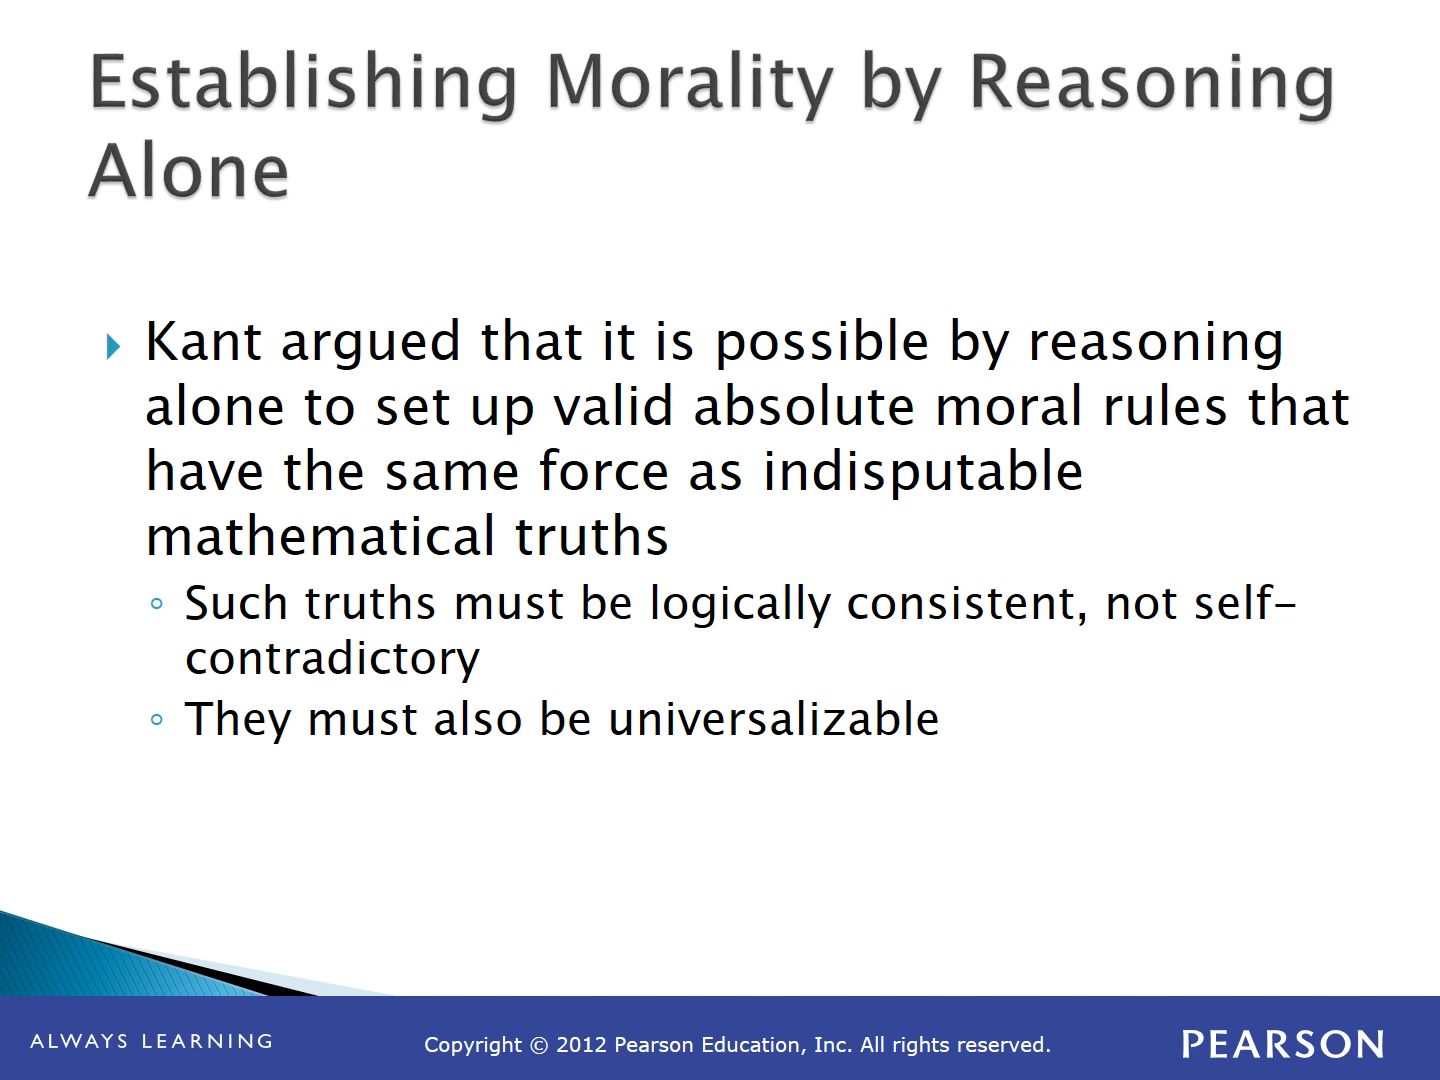 Establishing Morality by Reasoning
Alone
Kant argued that it is possible by reasoning
alone to set up valid absolute moral rules that
have the same force as indisputable
mathematical truths
Such truths must be logically consistent, not self-
contradictory
They must also be universalizable
ALWAYS LEARNING
Copyright © 2012 Pearson Education, Inc. All rights reserved.
PEARSON